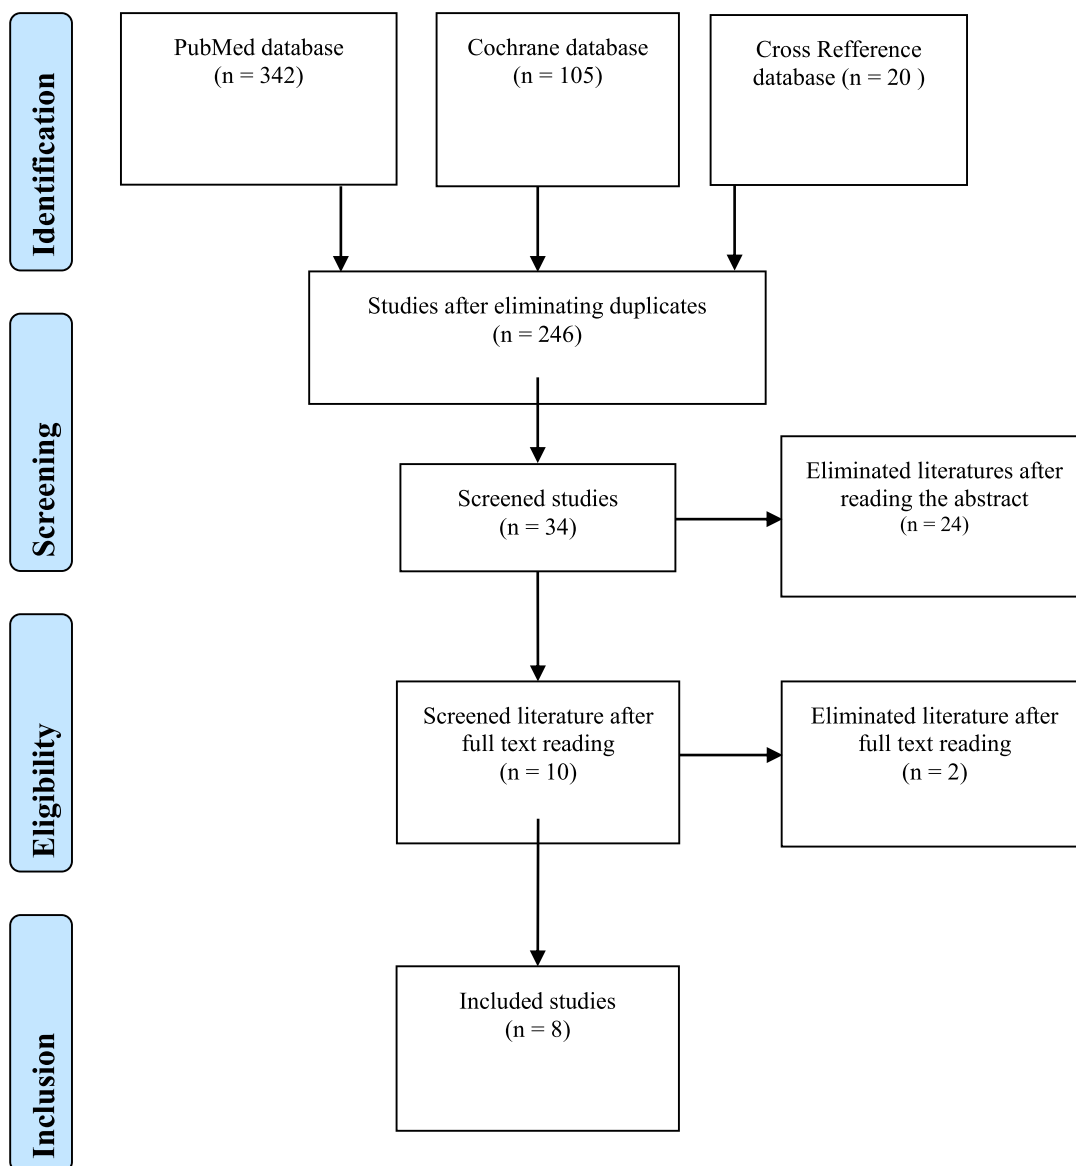 Identification
PubMed database
(n = 342)
Cochrane database
(n = 105)
Cross Refference
database (n = 20 )
Studies after eliminating duplicates
(n = 246)
Screening
Screened studies
(n = 34)
Eliminated literatures after
reading the abstract
(n = 24)
Eligibility
Screened literature after
full text reading
(n = 10)
Eliminated literature after
full text reading
(n = 2)
Inclusion
Included studies
(n = 8)